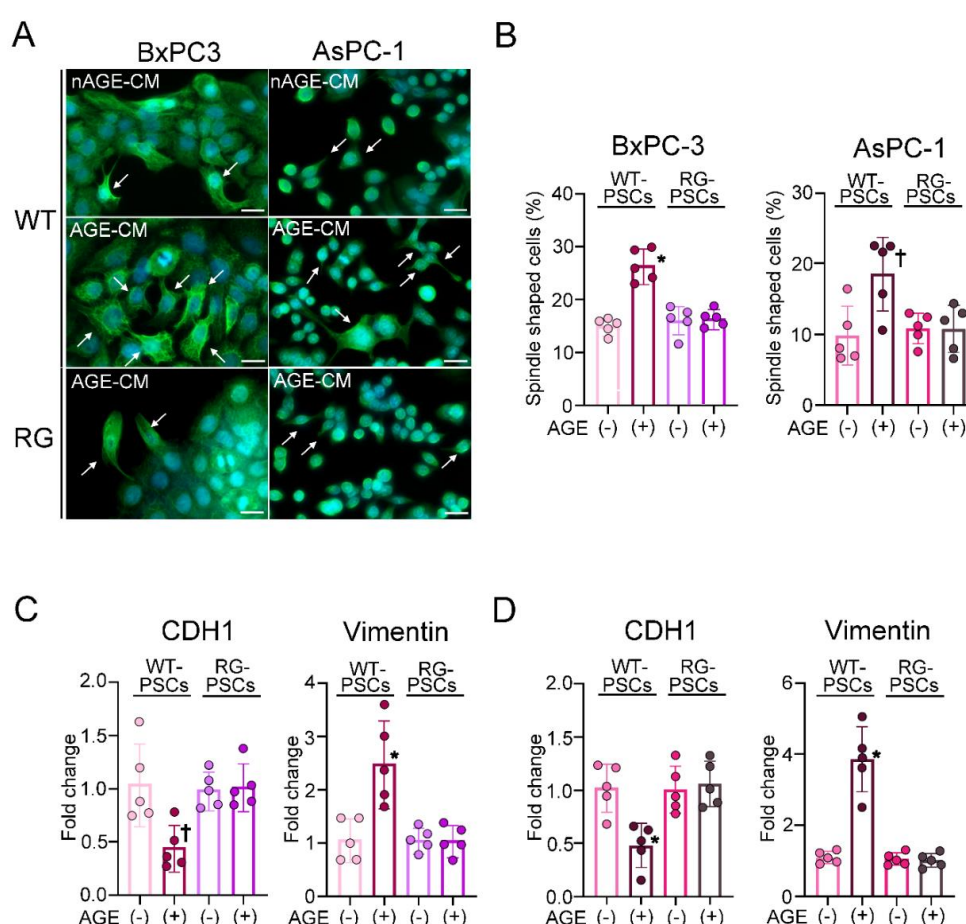 A
BxPC3 AsPC-1
nAGE-CM nAGE-CM
WT
AGE-CM AGE-CM
RG
AGE-CM AGE-CM
B
BxPC-3
WT-PSCs RG-PSCs
Spindle shaped cells (%)
40
30
20
10
0
AGE (-) (+) (-) (+)
*
AsPC-1
WT-PSCs RG-PSCs
Spindle shaped cells (%)
30
20
10
0
AGE (-) (+) (-) (+)
†
C
CDH1
WT-PSCs RG-PSCs
Fold change
2.0
1.5
1.0
0.5
0.0
AGE (-) (+) (-) (+)
†
Vimentin
WT-PSCs RG-PSCs
Fold change
4
3
2
1
0
AGE (-) (+) (-) (+)
*
D
CDH1
WT-PSCs RG-PSCs
Fold change
2.0
1.5
1.0
0.5
0.0
AGE (-) (+) (-) (+)
*
Vimentin
WT-PSCs RG-PSCs
Fold change
6
4
2
0
AGE (-) (+) (-) (+)
*